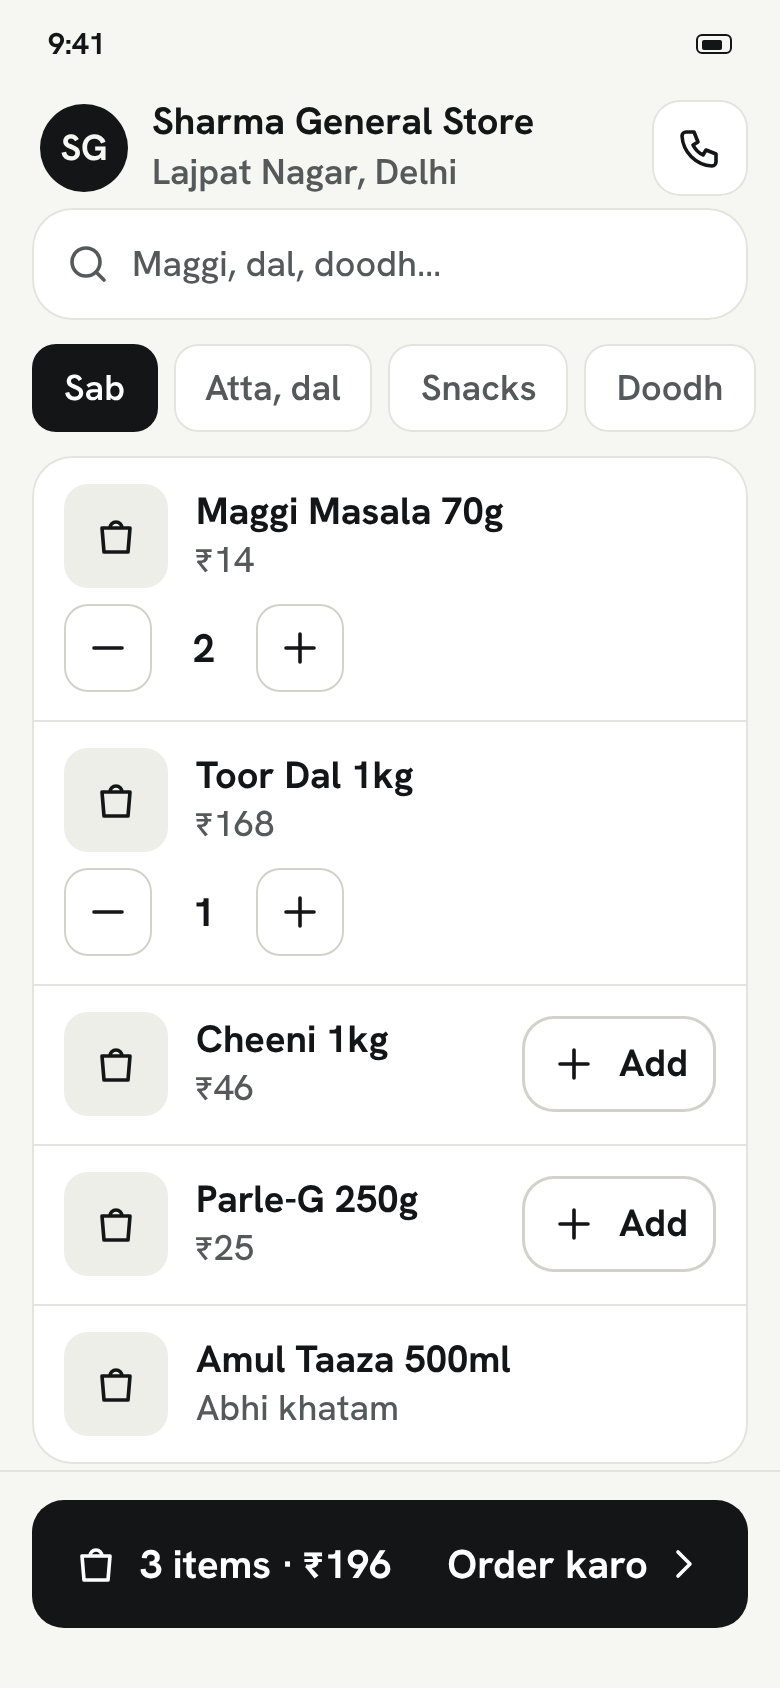 9:41
SG
Sharma General Store
Lajpat Nagar, Delhi
Maggi, dal, doodh...
Sab
Atta, dal
Snacks
Doodh
Maggi Masala 70g
₹14
2
Toor Dal 1kg
₹168
1
Cheeni 1kg
₹46
Add
Parle-G 250g
₹25
Add
Amul Taaza 500ml
Abhi khatam
3 items · ₹196
Order karo